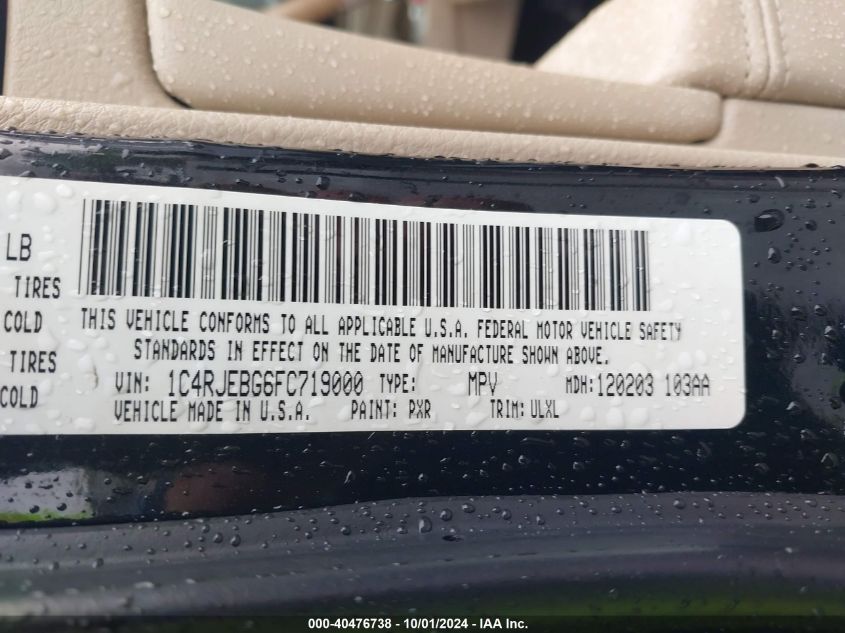 LB
TIRES
COLD
TIRES
COLD
THIS VEHICLE CONFORMS TO ALL APPLICABLE U.S.A. FEDERAL MOTOR VEHICLE SAFETY
STANDARDS IN EFFECT ON THE DATE OF MANUFACTURE SHOWN ABOVE.
VIN: 1C4RJEBG6FC719000 TYPE: MPV MDH: 120203 103AA
VEHICLE MADE IN U.S.A. PAINT: PXR TRIM: ULXL
000-40476738 - 10/01/2024 - IAA Inc.